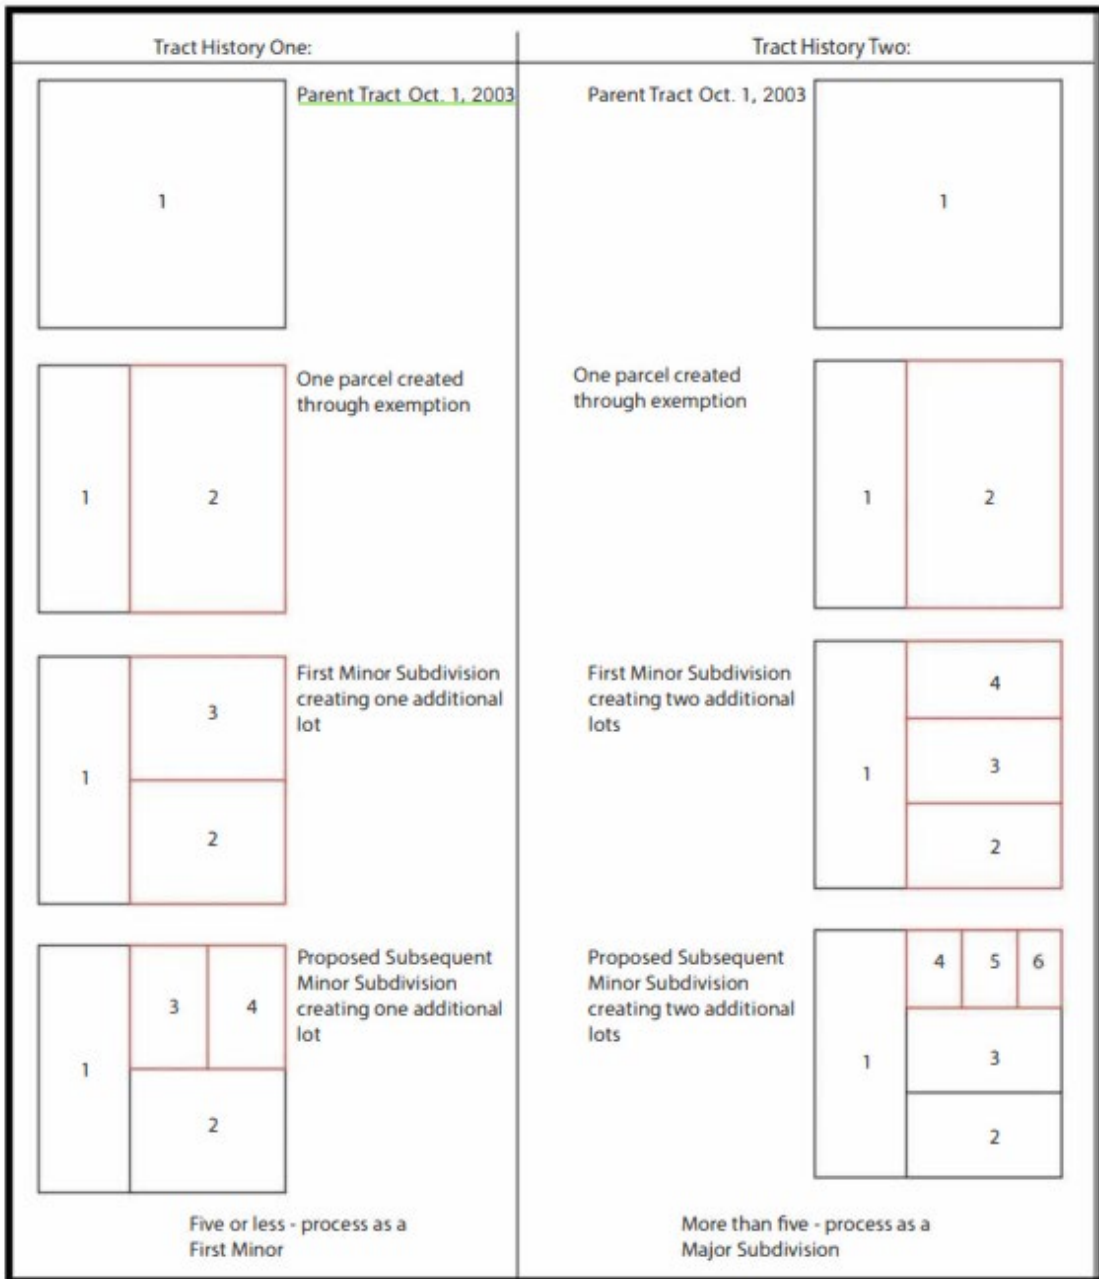 Tract History One:
Parent Tract Oct. 1, 2003
1
One parcel created
through exemption
1
2
First Minor Subdivision
creating one additional
lot
3
1
2
Proposed Subsequent
Minor Subdivision
creating one additional
lot
3
4
1
2
Five or less - process as a
First Minor
Tract History Two:
Parent Tract Oct. 1, 2003
1
One parcel created
through exemption
1
2
First Minor Subdivision
creating two additional
lots
4
3
1
2
Proposed Subsequent
Minor Subdivision
creating two additional
lots
4
5
6
3
1
2
More than five - process as a
Major Subdivision